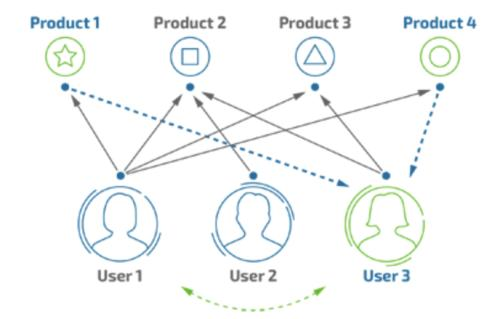 Product 1
Product 2
Product 3
Product 4
User 1
User 2
User 3